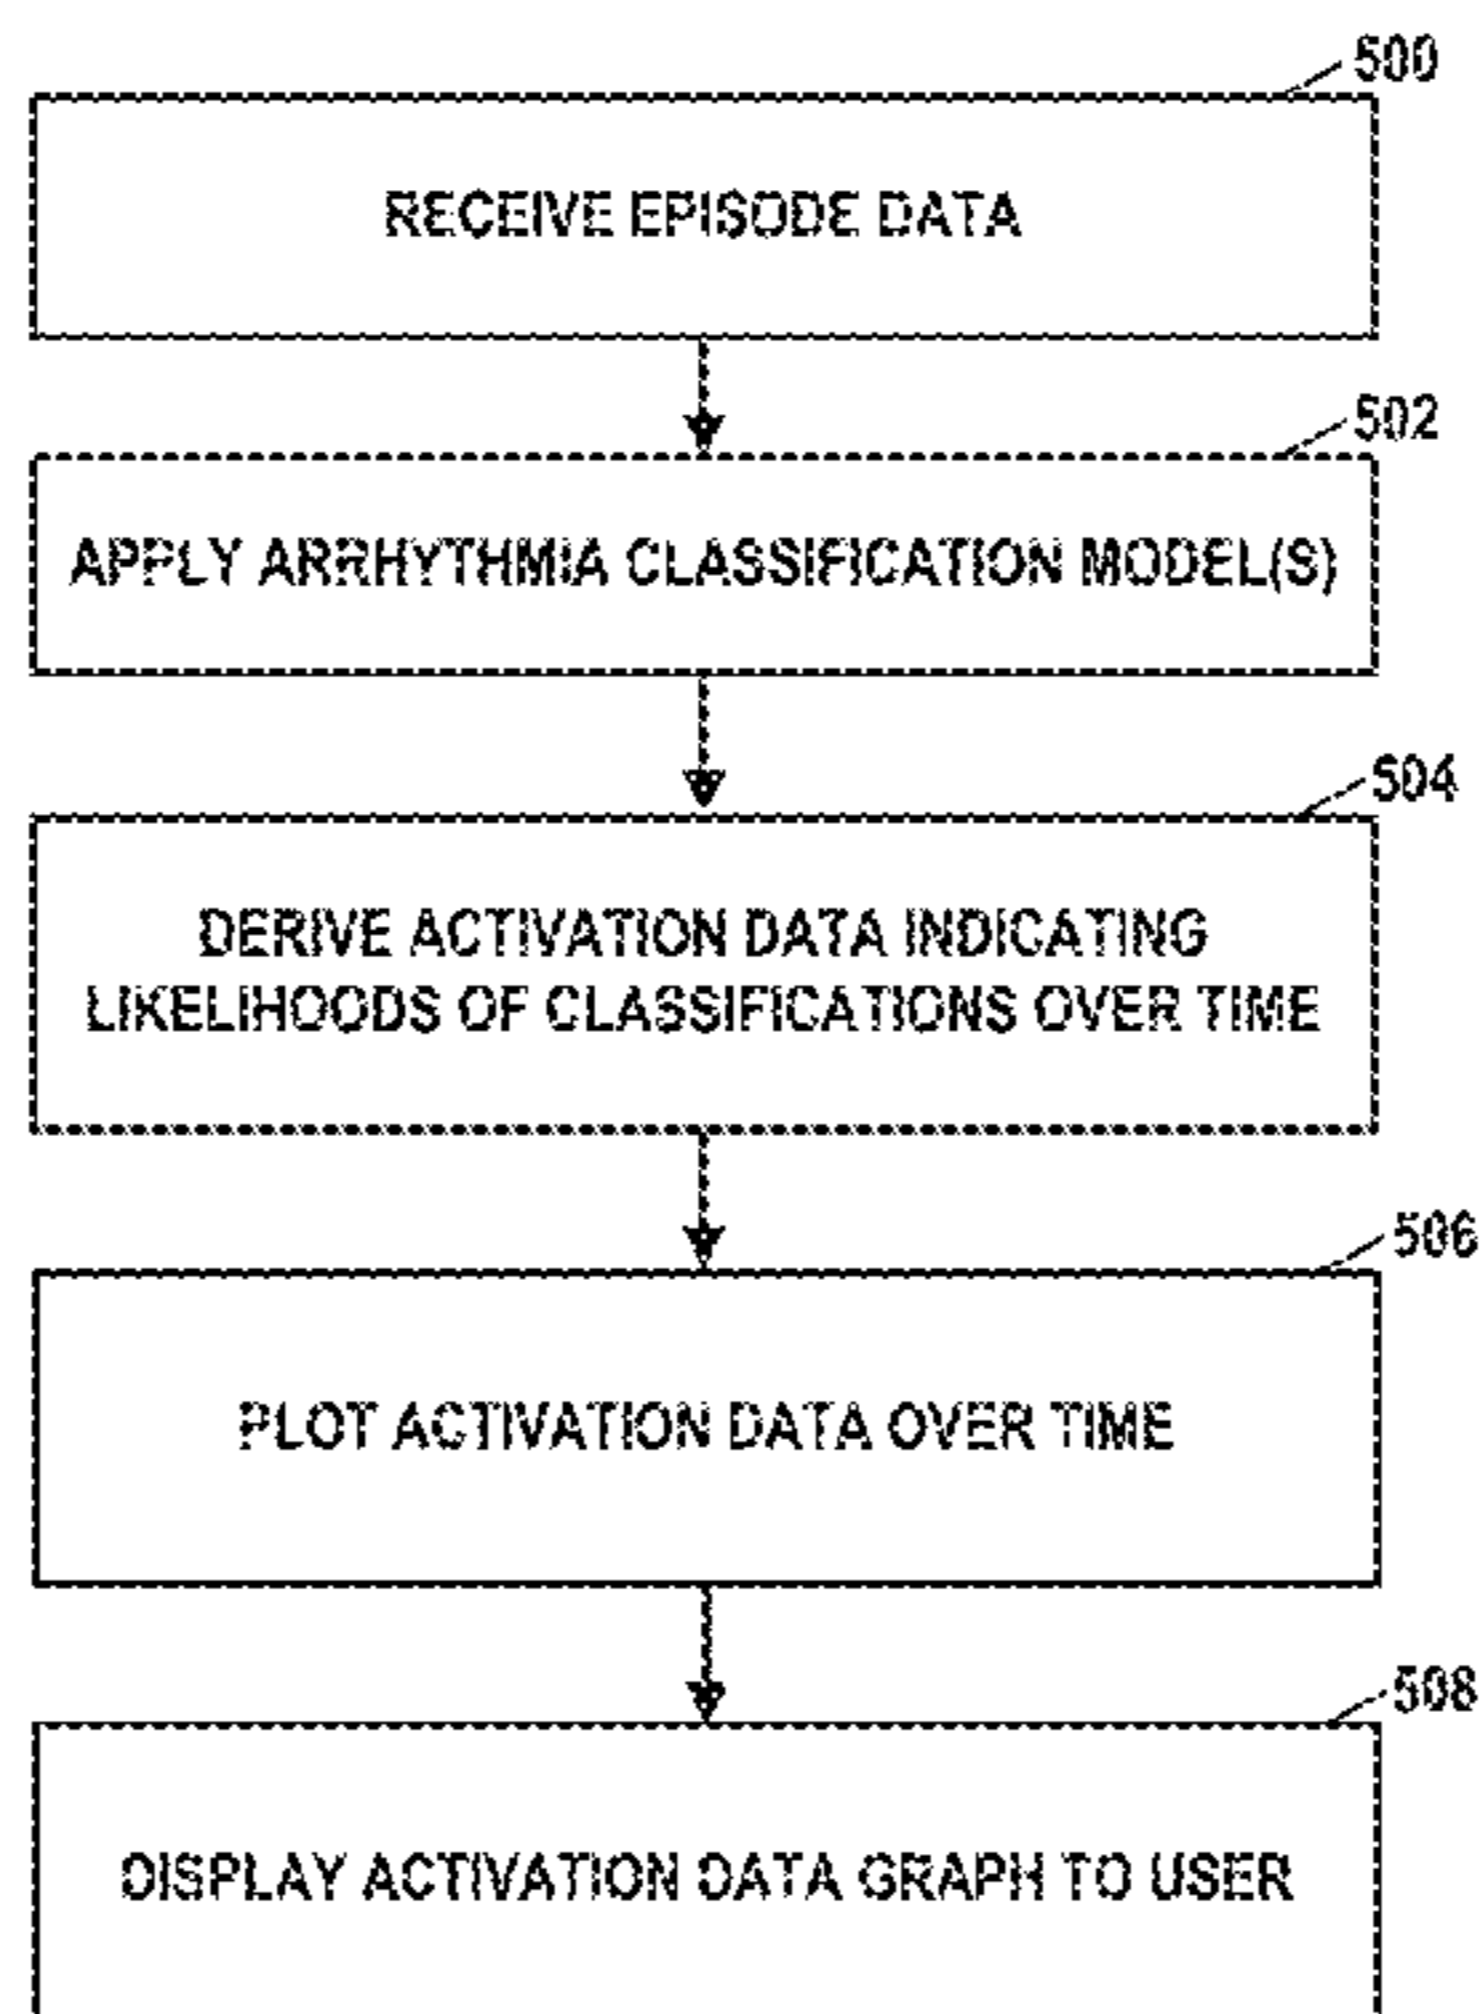 500
RECEIVE EPISODE DATA
502
APPLY ARRHYTHMIA CLASSIFICATION MODEL(S)
504
DERIVE ACTIVATION DATA INDICATING
LIKELIHOODS OF CLASSIFICATIONS OVER TIME
506
PLOT ACTIVATION DATA OVER TIME
508
DISPLAY ACTIVATION DATA GRAPH TO USER